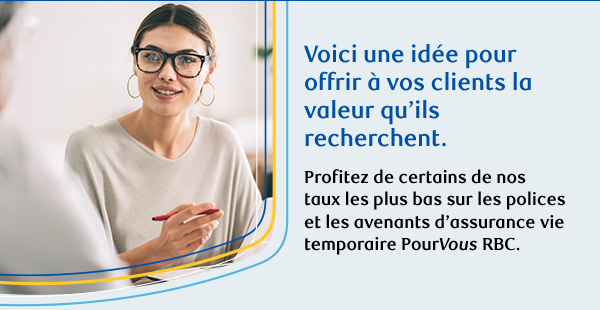 Voici une idée pour
offrir à vos clients la
valeur qu’ils
recherchent.
Profitez de certains de nos
taux les plus bas sur les polices
et les avenants d’assurance vie
temporaire PourVous RBC.